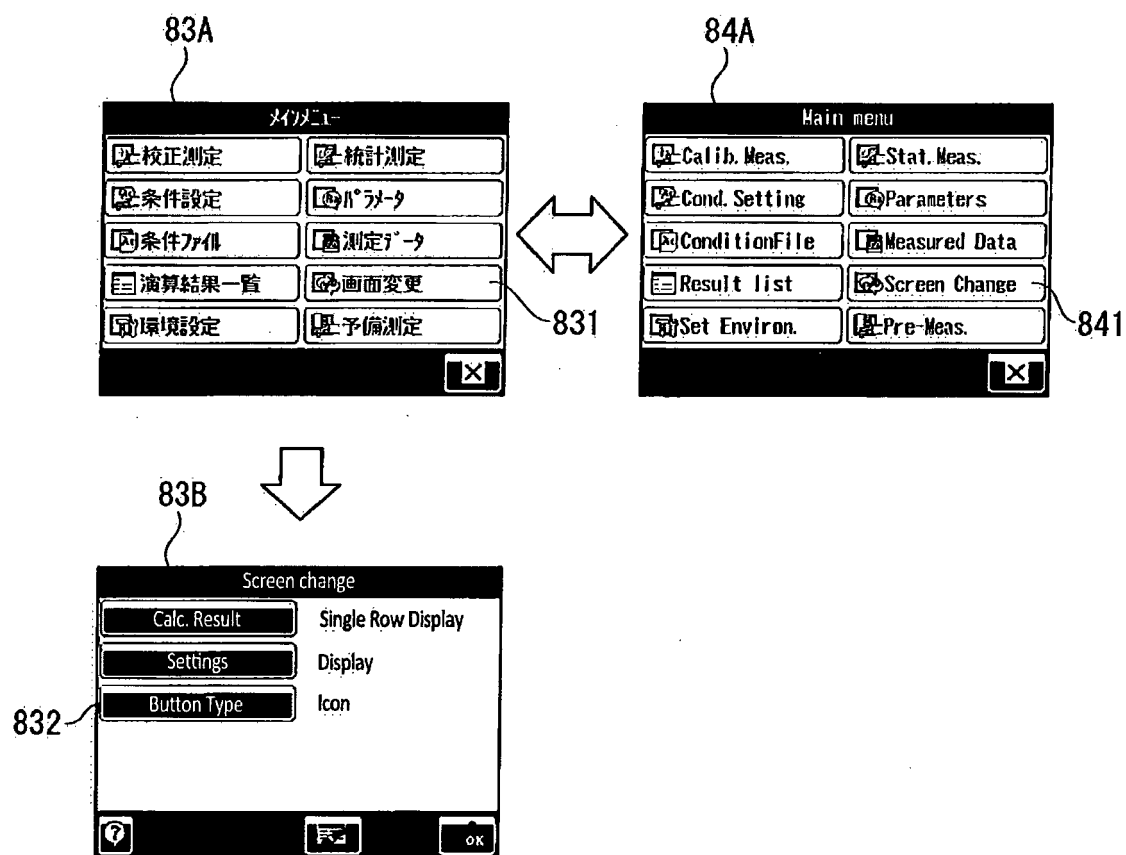 83A
メインメニュー
校正測定
統計測定
条件設定
パラメータ
条件ファイル
測定データ
演算結果一覧
画面変更
環境設定
予備測定
831
84A
Main menu
Calib. Meas.
Stat. Meas.
Cond. Setting
Parameters
ConditionFile
Measured Data
Result list
Screen Change
Set Environ.
Pre-Meas.
841
83B
Screen change
Calc. Result
Single Row Display
Settings
Display
Button Type
Icon
832
OK